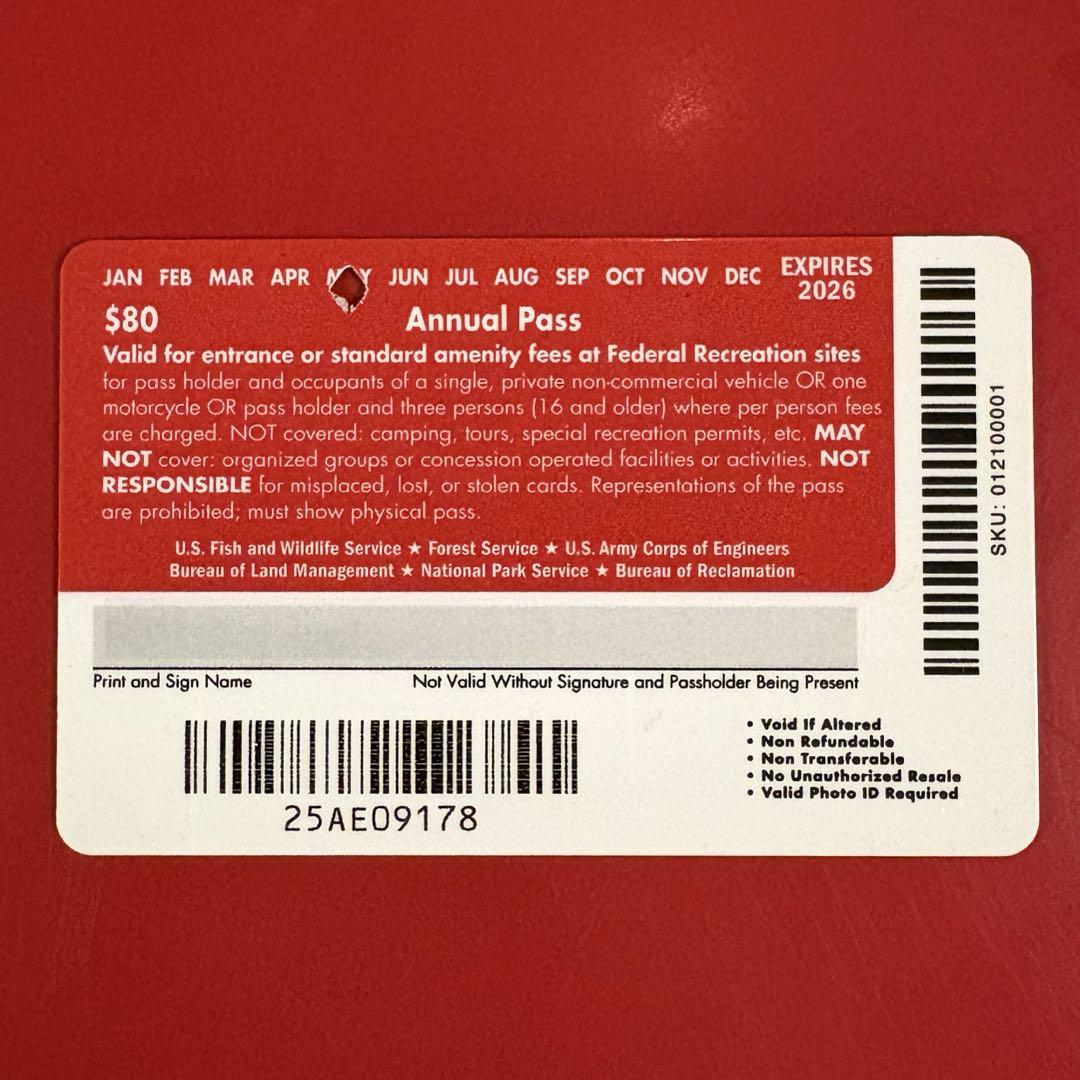 JAN FEB MAR APR MAY JUN JUL AUG SEP OCT NOV DEC EXPIRES
2026
$80 Annual Pass
Valid for entrance or standard amenity fees at Federal Recreation sites
for pass holder and occupants of a single, private non-commercial vehicle OR one
motorcycle OR pass holder and three persons (16 and older) where per person fees
are charged. NOT covered: camping, tours, special recreation permits, etc. MAY
NOT cover: organized groups or concession operated facilities or activities. NOT
RESPONSIBLE for misplaced, lost, or stolen cards. Representations of the pass
are prohibited; must show physical pass.
U.S. Fish and Wildlife Service ★ Forest Service ★ U.S. Army Corps of Engineers
Bureau of Land Management ★ National Park Service ★ Bureau of Reclamation
Print and Sign Name Not Valid Without Signature and Passholder Being Present
25AE09178
• Void If Altered
• Non Refundable
• Non Transferable
• No Unauthorized Resale
• Valid Photo ID Required
SKU: 012100001